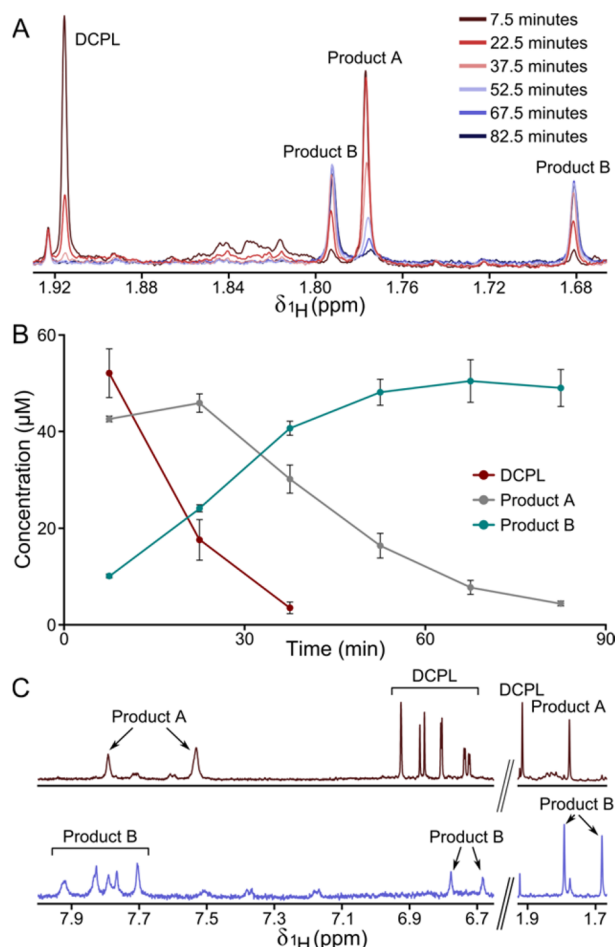 A
DCPL
Product A
Product B
Product B
7.5 minutes
22.5 minutes
37.5 minutes
52.5 minutes
67.5 minutes
82.5 minutes
1.92 1.88 1.84 1.80 1.76 1.72 1.68
δ1H (ppm)
B
60
40
20
0
Concentration (µM)
DCPL
Product A
Product B
0 30 60 90
Time (min)
C
DCPL
Product A
DCPL
Product A
Product B
Product B
Product B
7.9 7.7 7.5 7.3 7.1 6.9 6.7 1.9 1.7
δ1H (ppm)